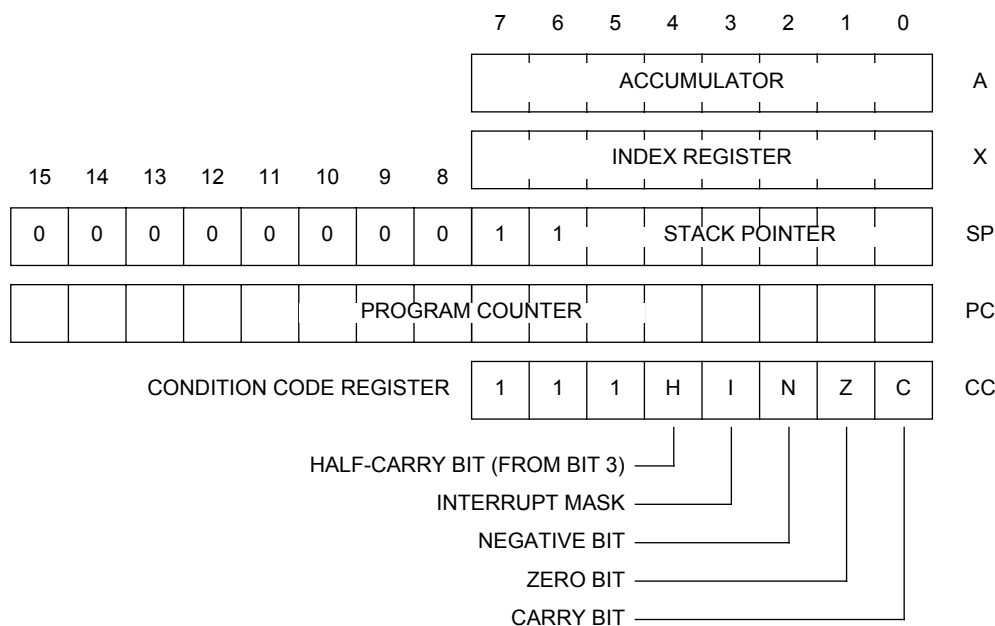 7 6 5 4 3 2 1 0
ACCUMULATOR A
INDEX REGISTER X
15 14 13 12 11 10 9 8
0 0 0 0 0 0 0 0 1 1 STACK POINTER SP
PROGRAM COUNTER PC
CONDITION CODE REGISTER 1 1 1 H I N Z C CC
HALF-CARRY BIT (FROM BIT 3)
INTERRUPT MASK
NEGATIVE BIT
ZERO BIT
CARRY BIT